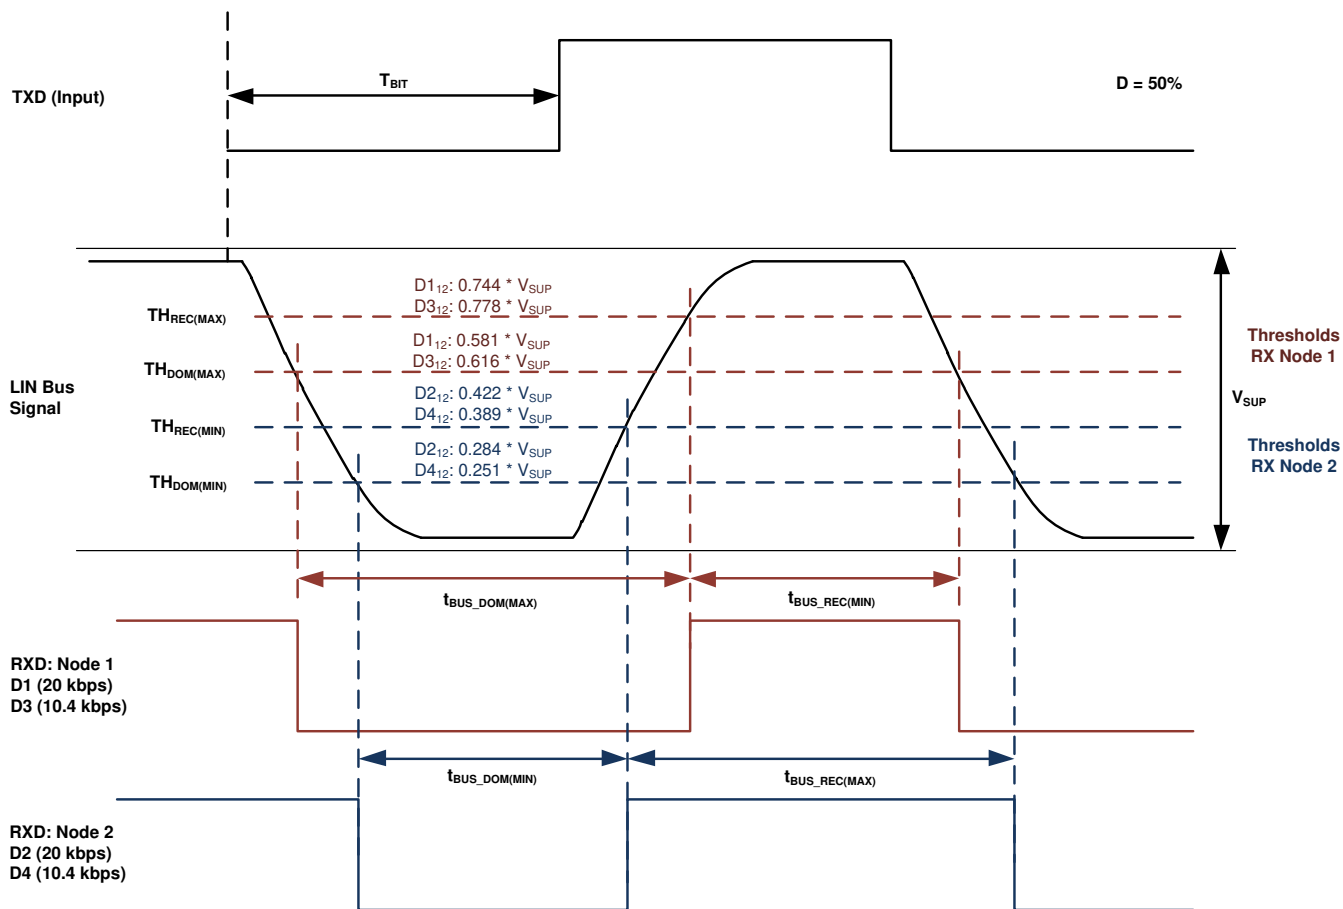 T_BIT
TXD (Input)
D = 50%
D1₁₂: 0.744 * V_SUP
D3₁₂: 0.778 * V_SUP
TH_REC(MAX)
D1₁₂: 0.581 * V_SUP
D3₁₂: 0.616 * V_SUP
TH_DOM(MAX)
Thresholds
RX Node 1
LIN Bus
Signal
D2₁₂: 0.422 * V_SUP
D4₁₂: 0.389 * V_SUP
V_SUP
TH_REC(MIN)
D2₁₂: 0.284 * V_SUP
D4₁₂: 0.251 * V_SUP
Thresholds
RX Node 2
TH_DOM(MIN)
t_BUS_DOM(MAX)
t_BUS_REC(MIN)
RXD: Node 1
D1 (20 kbps)
D3 (10.4 kbps)
t_BUS_DOM(MIN)
t_BUS_REC(MAX)
RXD: Node 2
D2 (20 kbps)
D4 (10.4 kbps)